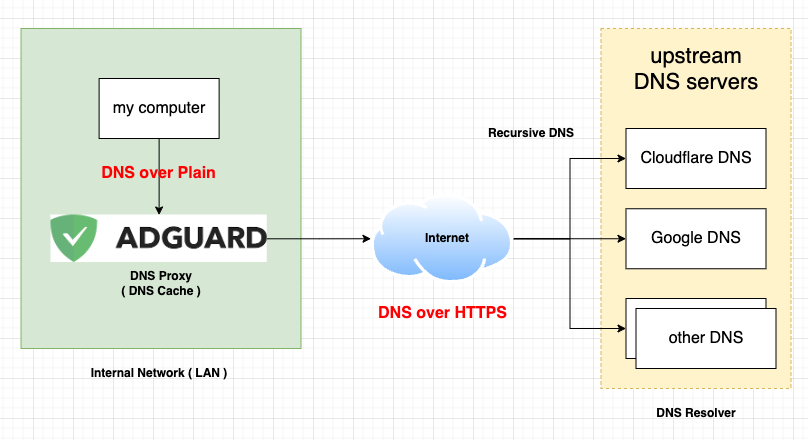 upstream
DNS servers
my computer
Recursive DNS
Cloudflare DNS
DNS over Plain
ADGUARD
Internet
Google DNS
DNS Proxy
( DNS Cache )
DNS over HTTPS
other DNS
Internal Network ( LAN )
DNS Resolver